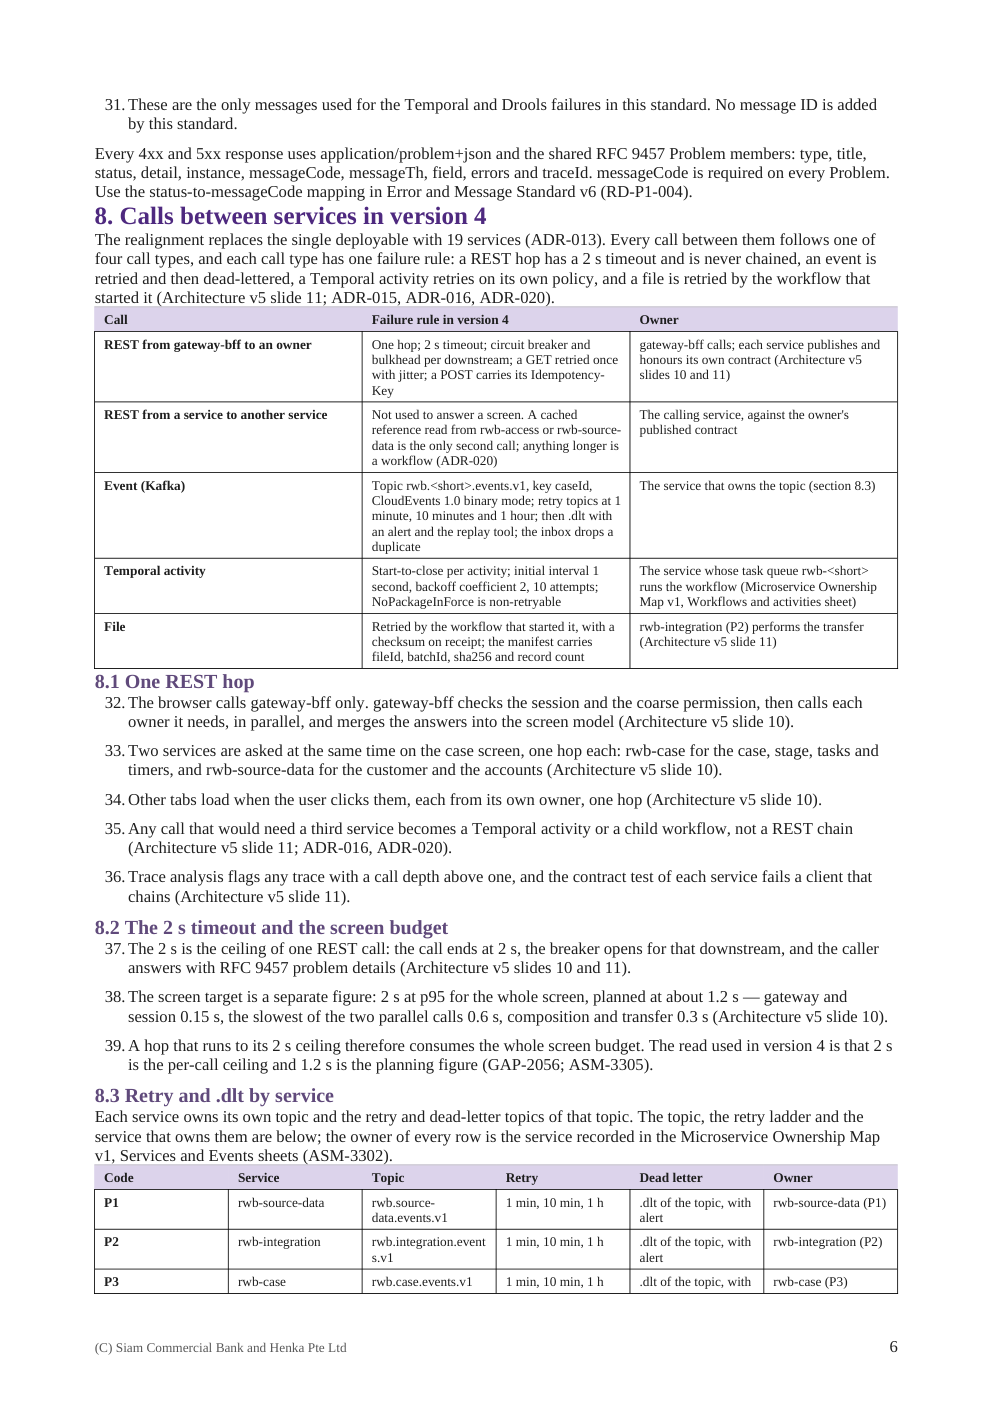 31. These are the only messages used for the Temporal and Drools failures in this standard. No message ID is added
by this standard.
Every 4xx and 5xx response uses application/problem+json and the shared RFC 9457 Problem members: type, title,
status, detail, instance, messageCode, messageTh, field, errors and traceId. messageCode is required on every Problem.
Use the status-to-messageCode mapping in Error and Message Standard v6 (RD-P1-004).
8. Calls between services in version 4
The realignment replaces the single deployable with 19 services (ADR-013). Every call between them follows one of
four call types, and each call type has one failure rule: a REST hop has a 2 s timeout and is never chained, an event is
retried and then dead-lettered, a Temporal activity retries on its own policy, and a file is retried by the workflow that
started it (Architecture v5 slide 11; ADR-015, ADR-016, ADR-020).
Call Failure rule in version 4 Owner
REST from gateway-bff to an owner One hop; 2 s timeout; circuit breaker and gateway-bff calls; each service publishes and
bulkhead per downstream; a GET retried once honours its own contract (Architecture v5
with jitter; a POST carries its Idempotency- slides 10 and 11)
Key
REST from a service to another service Not used to answer a screen. A cached The calling service, against the owner's
reference read from rwb-access or rwb-source- published contract
data is the only second call; anything longer is
a workflow (ADR-020)
Event (Kafka) Topic rwb.<short>.events.v1, key caseId, The service that owns the topic (section 8.3)
CloudEvents 1.0 binary mode; retry topics at 1
minute, 10 minutes and 1 hour; then .dlt with
an alert and the replay tool; the inbox drops a
duplicate
Temporal activity Start-to-close per activity; initial interval 1 The service whose task queue rwb-<short>
second, backoff coefficient 2, 10 attempts; runs the workflow (Microservice Ownership
NoPackageInForce is non-retryable Map v1, Workflows and activities sheet)
File Retried by the workflow that started it, with a rwb-integration (P2) performs the transfer
checksum on receipt; the manifest carries (Architecture v5 slide 11)
fileId, batchId, sha256 and record count
8.1 One REST hop
32. The browser calls gateway-bff only. gateway-bff checks the session and the coarse permission, then calls each
owner it needs, in parallel, and merges the answers into the screen model (Architecture v5 slide 10).
33. Two services are asked at the same time on the case screen, one hop each: rwb-case for the case, stage, tasks and
timers, and rwb-source-data for the customer and the accounts (Architecture v5 slide 10).
34. Other tabs load when the user clicks them, each from its own owner, one hop (Architecture v5 slide 10).
35. Any call that would need a third service becomes a Temporal activity or a child workflow, not a REST chain
(Architecture v5 slide 11; ADR-016, ADR-020).
36. Trace analysis flags any trace with a call depth above one, and the contract test of each service fails a client that
chains (Architecture v5 slide 11).
8.2 The 2 s timeout and the screen budget
37. The 2 s is the ceiling of one REST call: the call ends at 2 s, the breaker opens for that downstream, and the caller
answers with RFC 9457 problem details (Architecture v5 slides 10 and 11).
38. The screen target is a separate figure: 2 s at p95 for the whole screen, planned at about 1.2 s — gateway and
session 0.15 s, the slowest of the two parallel calls 0.6 s, composition and transfer 0.3 s (Architecture v5 slide 10).
39. A hop that runs to its 2 s ceiling therefore consumes the whole screen budget. The read used in version 4 is that 2 s
is the per-call ceiling and 1.2 s is the planning figure (GAP-2056; ASM-3305).
8.3 Retry and .dlt by service
Each service owns its own topic and the retry and dead-letter topics of that topic. The topic, the retry ladder and the
service that owns them are below; the owner of every row is the service recorded in the Microservice Ownership Map
v1, Services and Events sheets (ASM-3302).
Code Service Topic Retry Dead letter Owner
P1 rwb-source-data rwb.source- 1 min, 10 min, 1 h .dlt of the topic, with rwb-source-data (P1)
data.events.v1 alert
P2 rwb-integration rwb.integration.event 1 min, 10 min, 1 h .dlt of the topic, with rwb-integration (P2)
s.v1 alert
P3 rwb-case rwb.case.events.v1 1 min, 10 min, 1 h .dlt of the topic, with rwb-case (P3)
(C) Siam Commercial Bank and Henka Pte Ltd 6